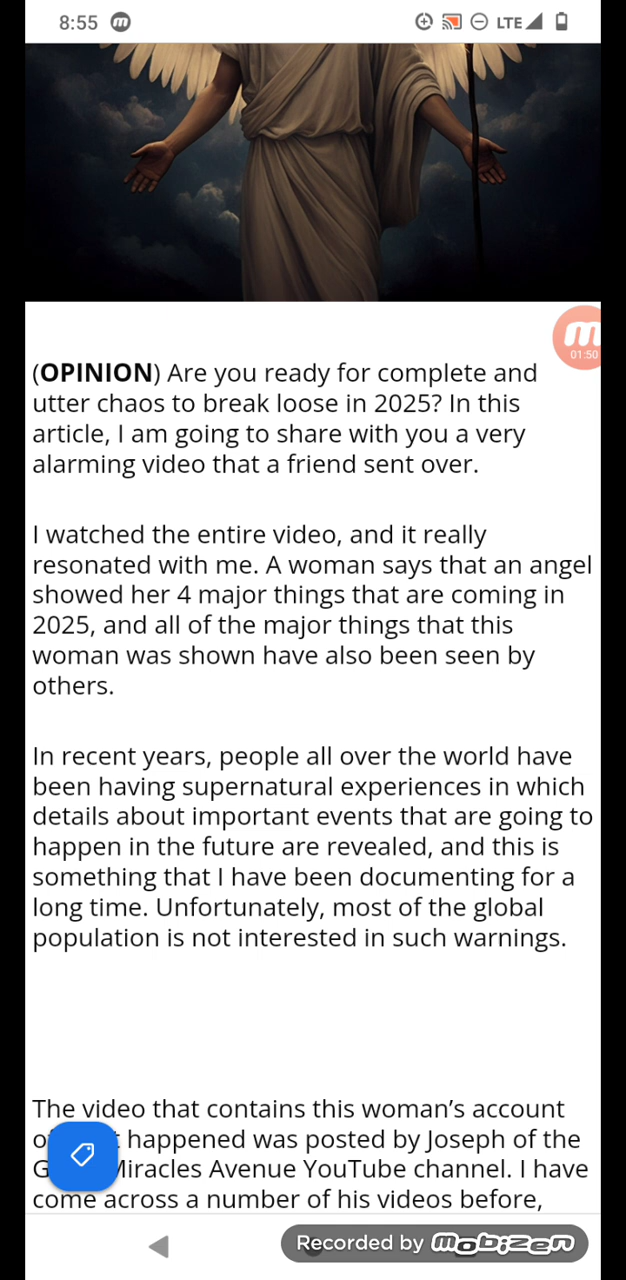 8:55 m LTE
m
01:50
(OPINION) Are you ready for complete and
utter chaos to break loose in 2025? In this
article, I am going to share with you a very
alarming video that a friend sent over.
I watched the entire video, and it really
resonated with me. A woman says that an angel
showed her 4 major things that are coming in
2025, and all of the major things that this
woman was shown have also been seen by
others.
In recent years, people all over the world have
been having supernatural experiences in which
details about important events that are going to
happen in the future are revealed, and this is
something that I have been documenting for a
long time. Unfortunately, most of the global
population is not interested in such warnings.
The video that contains this woman’s account
happened was posted by Joseph of the
Miracles Avenue YouTube channel. I have
come across a number of his videos before,
Recorded by mobizen